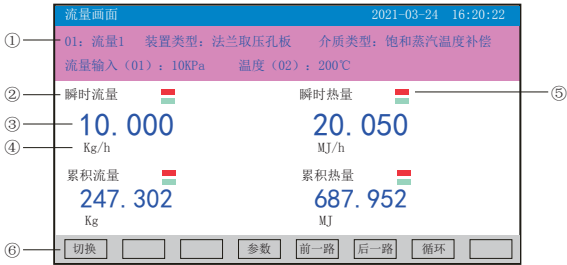 流量画面 2021-03-24 16:20:22
① 01: 流量1 装置类型: 法兰取压孔板 介质类型: 饱和蒸汽温度补偿
流量输入（01）: 10KPa 温度（02）: 200℃
② 瞬时流量 瞬时热量 ⑤
③ 10.000 20.050
④ Kg/h MJ/h
累积流量 累积热量
247.302 687.952
Kg MJ
⑥ 切换 参数 前一路 后一路 循环